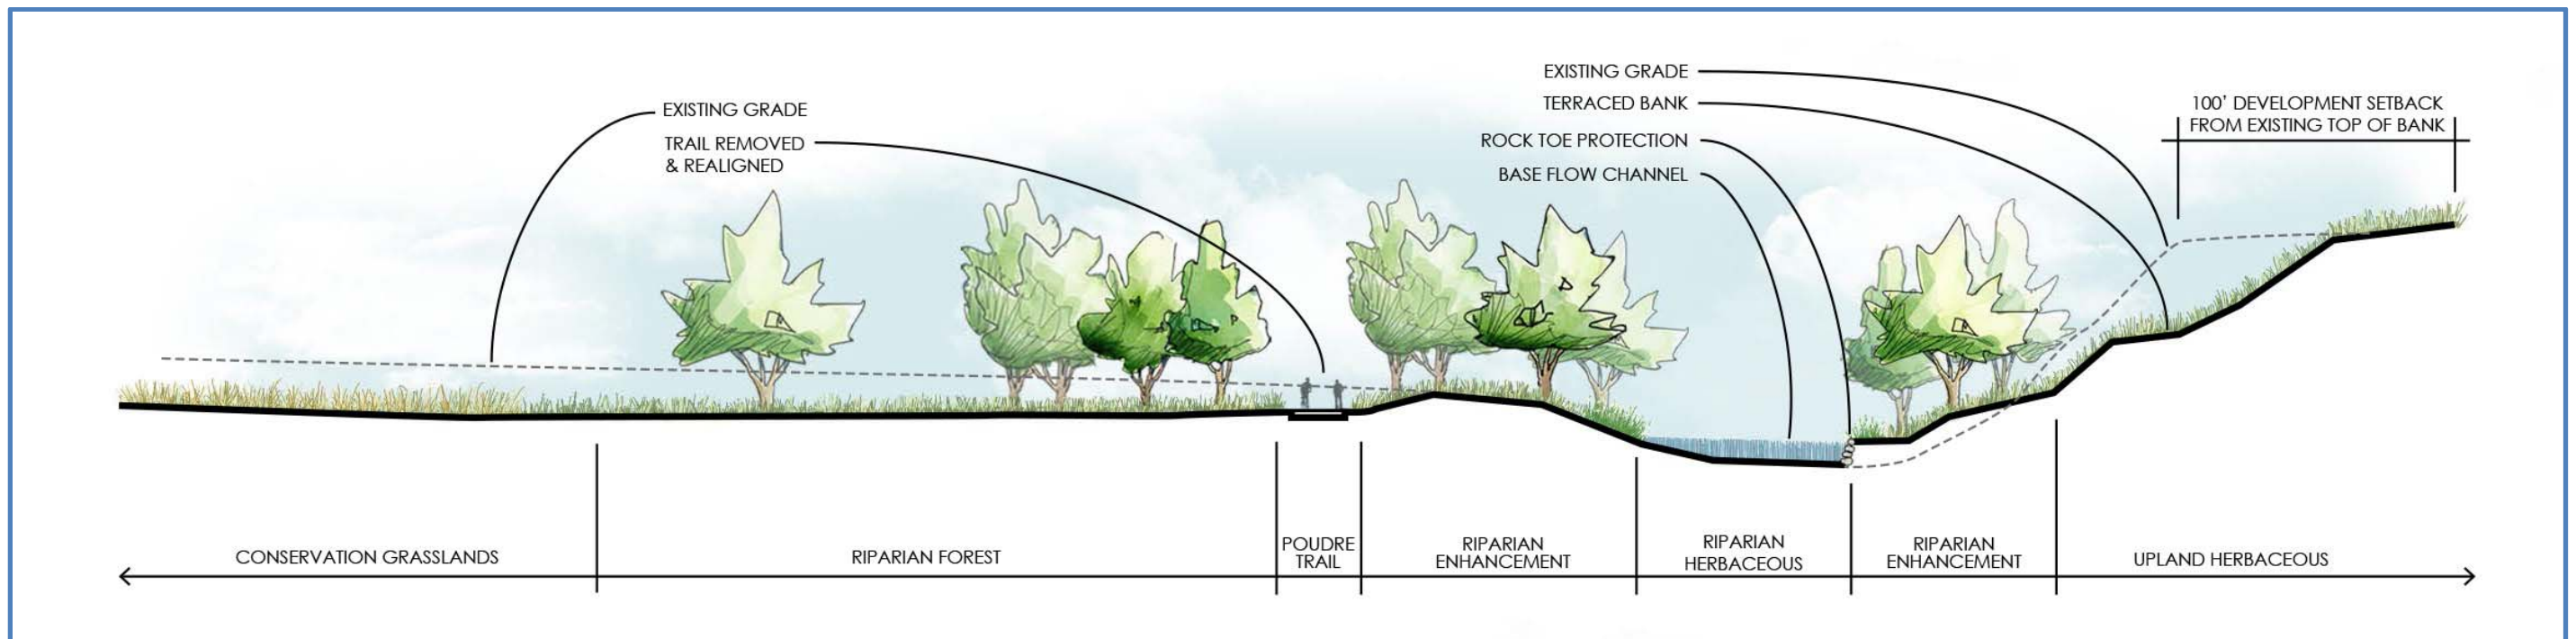 EXISTING GRADE
TRAIL REMOVED
& REALIGNED
EXISTING GRADE
TERRACED BANK
ROCK TOE PROTECTION
BASE FLOW CHANNEL
100' DEVELOPMENT SETBACK
FROM EXISTING TOP OF BANK
CONSERVATION GRASSLANDS
RIPARIAN FOREST
POUDRE
TRAIL
RIPARIAN
ENHANCEMENT
RIPARIAN
HERBACEOUS
RIPARIAN
ENHANCEMENT
UPLAND HERBACEOUS